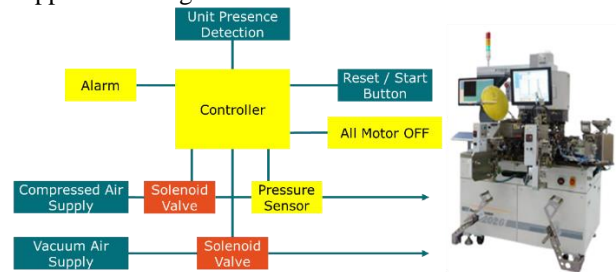 Unit Presence
Detection
Alarm
Controller
Reset / Start
Button
All Motor OFF
Compressed Air
Supply
Solenoid
Valve
Pressure
Sensor
Vacuum Air
Supply
Solenoid
Valve